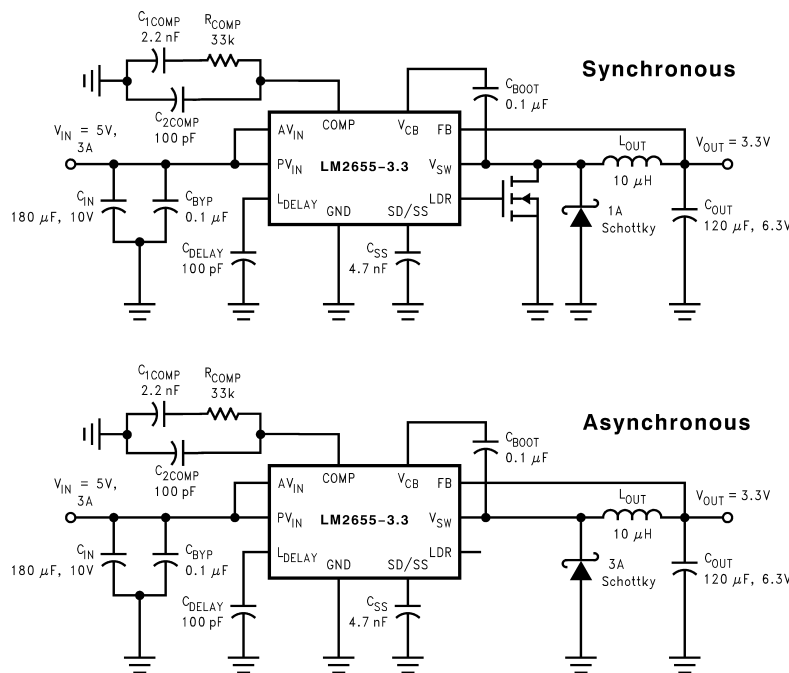 C1COMP
2.2 nF
RCOMP
33k
C2COMP
100 pF
CBOOT
0.1 μF
Synchronous
VIN = 5V,
3A
AVIN
COMP
VCB
FB
PVIN
LM2655-3.3
VSW
LDELAY
GND
SD/SS
LDR
LOUT
10 μH
VOUT = 3.3V
CIN
180 μF, 10V
CBYP
0.1 μF
CDELAY
100 pF
CSS
4.7 nF
1A
Schottky
COUT
120 μF, 6.3V
C1COMP
2.2 nF
RCOMP
33k
C2COMP
100 pF
CBOOT
0.1 μF
Asynchronous
VIN = 5V,
3A
AVIN
COMP
VCB
FB
PVIN
LM2655-3.3
VSW
LDELAY
GND
SD/SS
LDR
LOUT
10 μH
VOUT = 3.3V
CIN
180 μF, 10V
CBYP
0.1 μF
CDELAY
100 pF
CSS
4.7 nF
3A
Schottky
COUT
120 μF, 6.3V